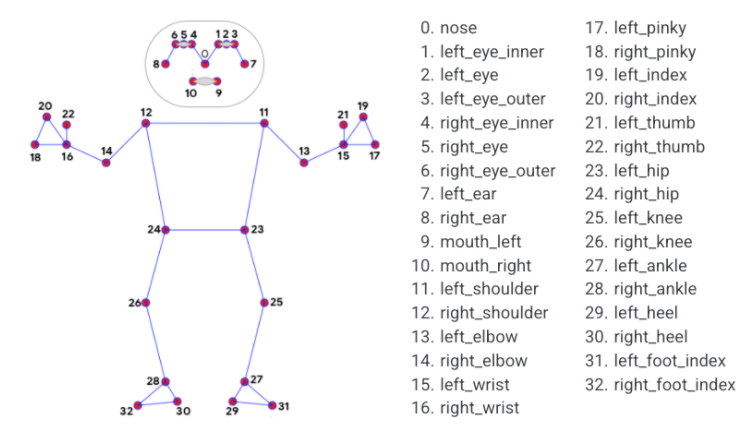 6 5 4 1 2 3
0
8 7
10 9
20 22 12 11 21 19
18 16 14 13 15 17
24 23
26 25
28 27
32 30 29 31
0. nose
1. left_eye_inner
2. left_eye
3. left_eye_outer
4. right_eye_inner
5. right_eye
6. right_eye_outer
7. left_ear
8. right_ear
9. mouth_left
10. mouth_right
11. left_shoulder
12. right_shoulder
13. left_elbow
14. right_elbow
15. left_wrist
16. right_wrist
17. left_pinky
18. right_pinky
19. left_index
20. right_index
21. left_thumb
22. right_thumb
23. left_hip
24. right_hip
25. left_knee
26. right_knee
27. left_ankle
28. right_ankle
29. left_heel
30. right_heel
31. left_foot_index
32. right_foot_index